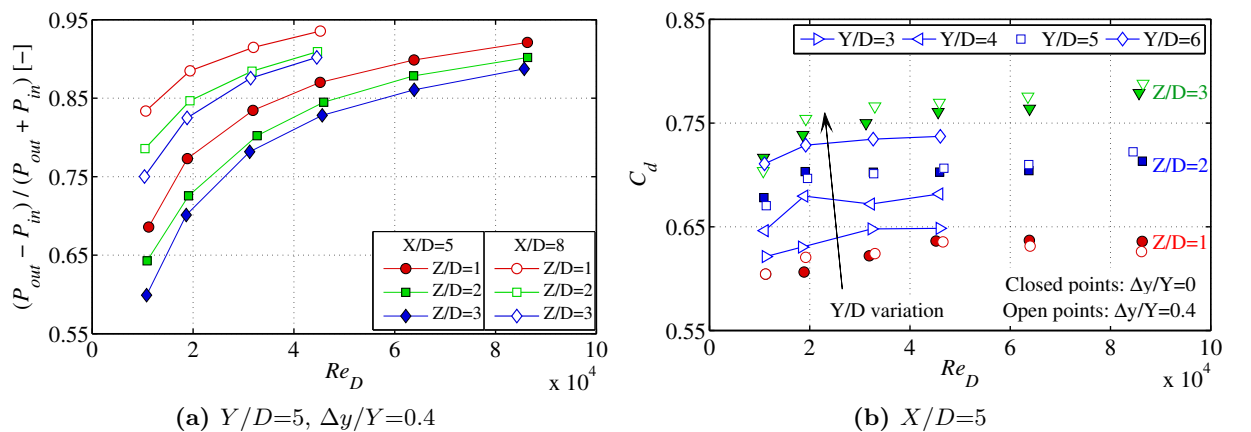 0.95
0.85
0.75
0.65
0.55
(P_out − P_in) / (P_out + P_in) [−]
X/D=5 X/D=8
Z/D=1 Z/D=1
Z/D=2 Z/D=2
Z/D=3 Z/D=3
0 2 4 6 8 10
Re_D
x 10^4
(a) Y/D=5, Δy/Y=0.4
0.85
0.75
0.65
0.55
C_d
Y/D=3 Y/D=4 Y/D=5 Y/D=6
Z/D=3
Z/D=2
Z/D=1
Closed points: Δy/Y=0
Y/D variation
Open points: Δy/Y=0.4
0 2 4 6 8 10
Re_D
x 10^4
(b) X/D=5